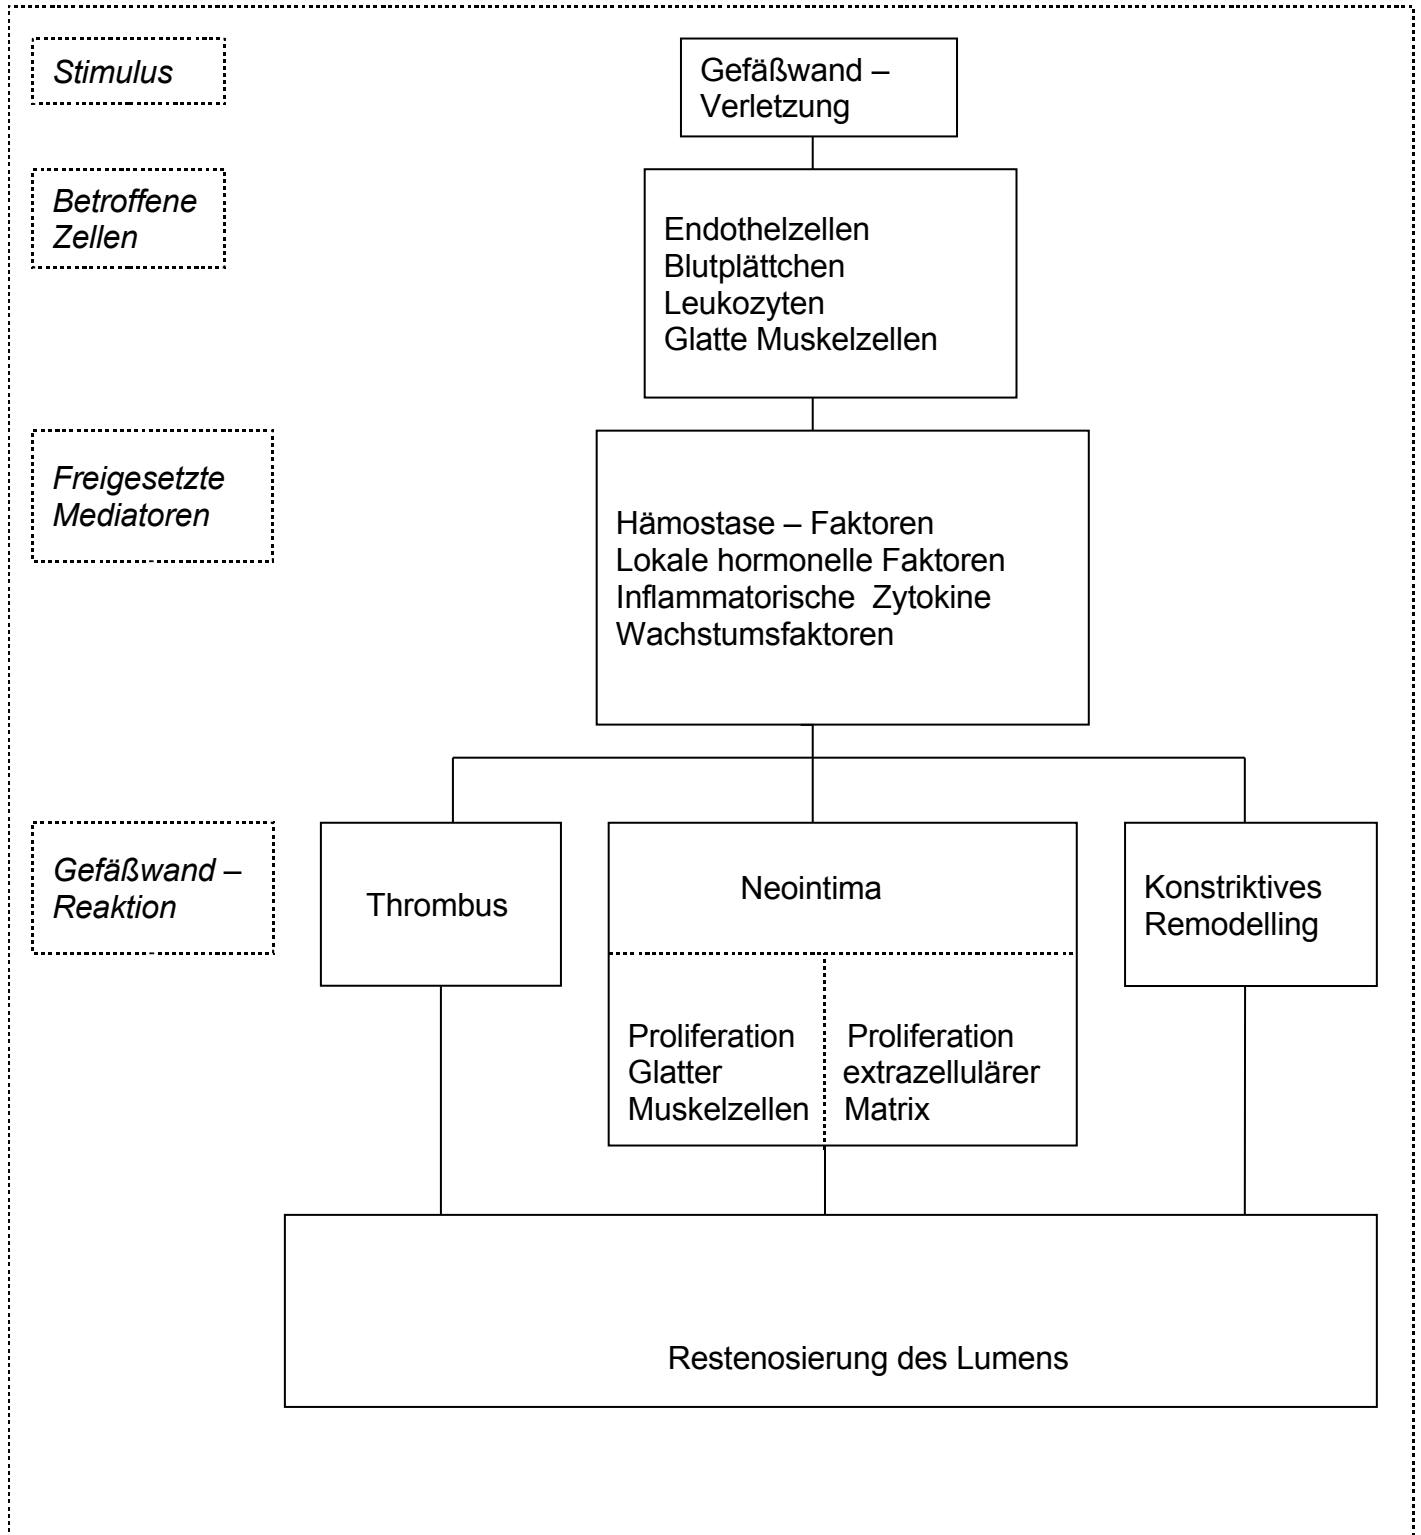 Stimulus
Gefäßwand –
Verletzung
Betroffene
Zellen
Endothelzellen
Blutplättchen
Leukozyten
Glatte Muskelzellen
Freigesetzte
Mediatoren
Hämostase – Faktoren
Lokale hormonelle Faktoren
Inflammatorische Zytokine
Wachstumsfaktoren
Gefäßwand –
Reaktion
Thrombus
Neointima
Proliferation
Glatter
Muskelzellen
Proliferation
extrazellulärer
Matrix
Konstriktives
Remodelling
Restenosierung des Lumens